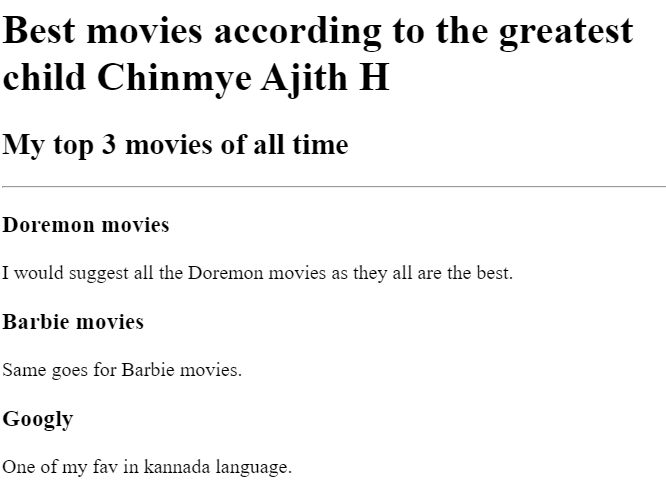 Best movies according to the greatest
child Chinmye Ajith H
My top 3 movies of all time
Doremon movies
I would suggest all the Doremon movies as they all are the best.
Barbie movies
Same goes for Barbie movies.
Googly
One of my fav in kannada language.